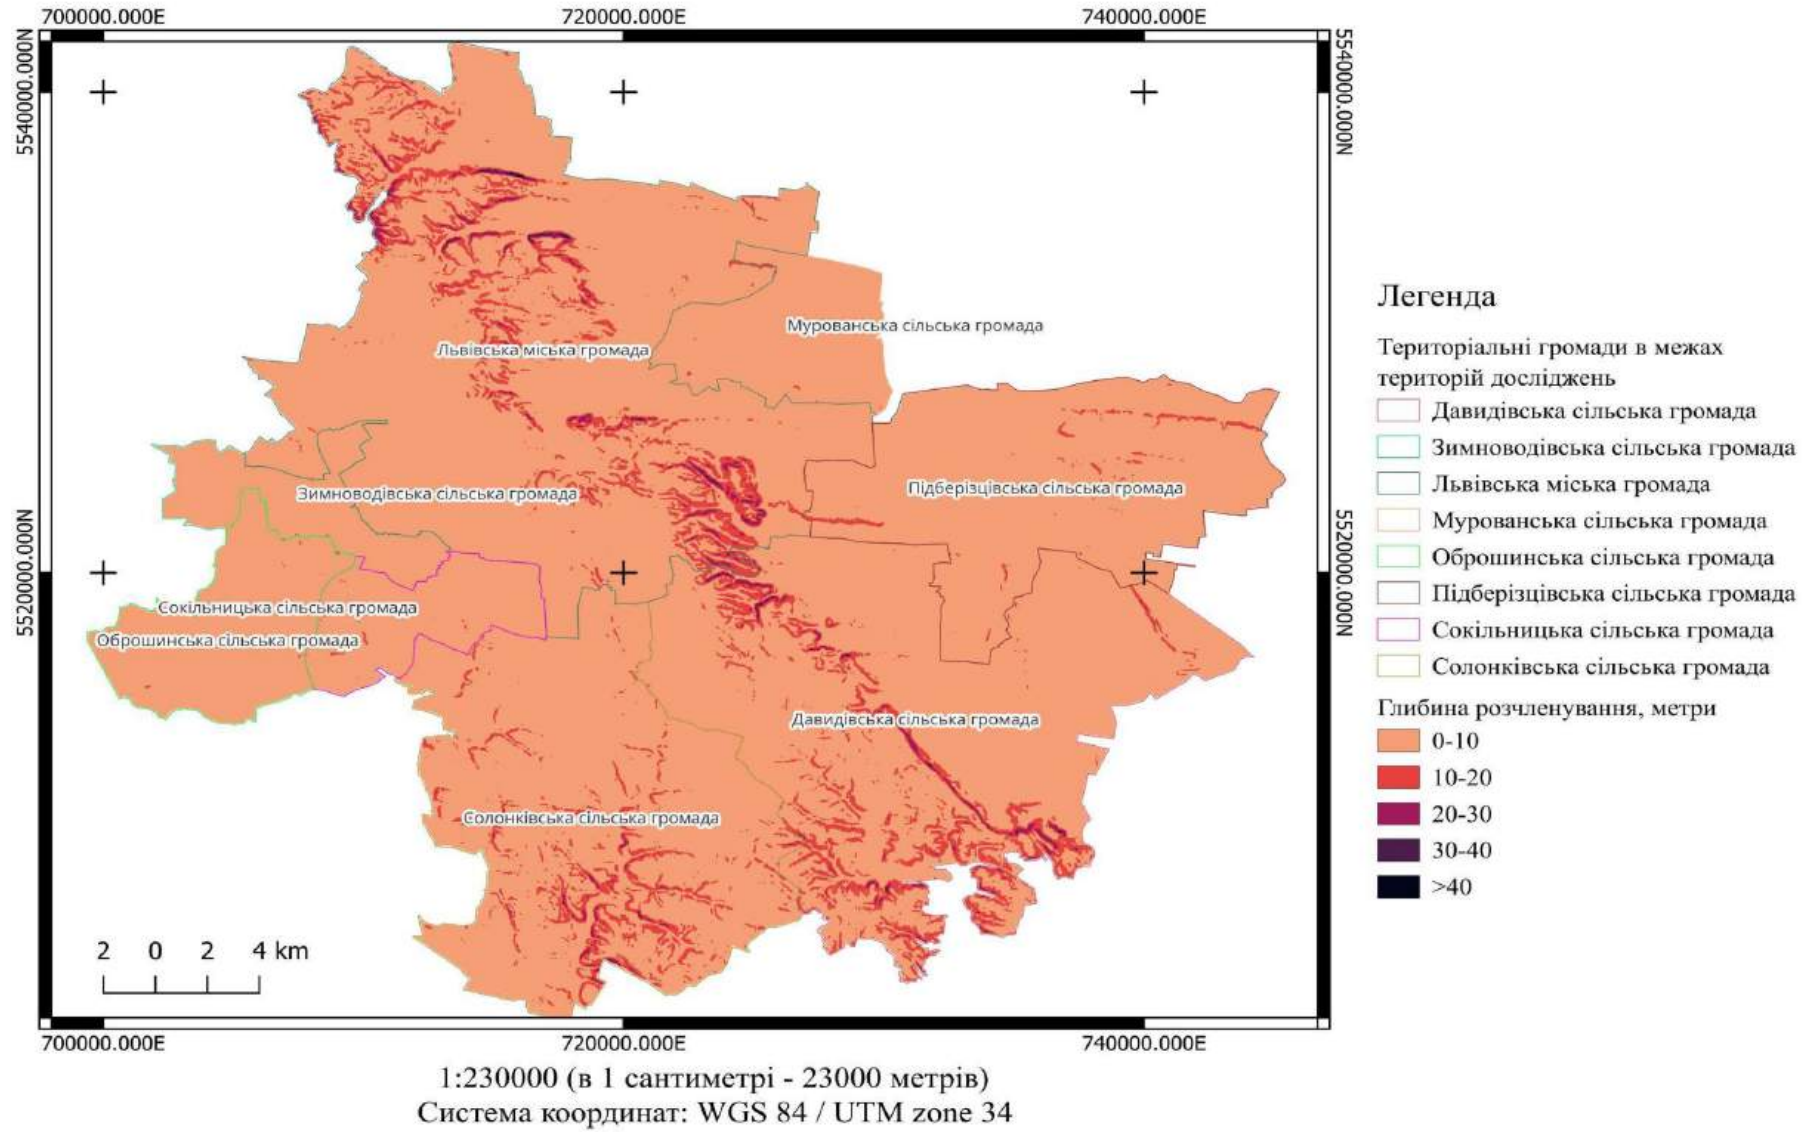 700000.000E 720000.000E 740000.000E
5540000.000N 5540000.000N
Мурованська сільська громада
Львівська міська громада
Підберізцівська сільська громада
Зимноводівська сільська громада
5520000.000N 5520000.000N
Сокільницька сільська громада
Оброшинська сільська громада
Давидівська сільська громада
Солонківська сільська громада
2 0 2 4 km
700000.000E 720000.000E 740000.000E
1:230000 (в 1 сантиметрі - 23000 метрів)
Система координат: WGS 84 / UTM zone 34
Легенда
Територіальні громади в межах
територій досліджень
Давидівська сільська громада
Зимноводівська сільська громада
Львівська міська громада
Мурованська сільська громада
Оброшинська сільська громада
Підберізцівська сільська громада
Сокільницька сільська громада
Солонківська сільська громада
Глибина розчленування, метри
0-10
10-20
20-30
30-40
>40